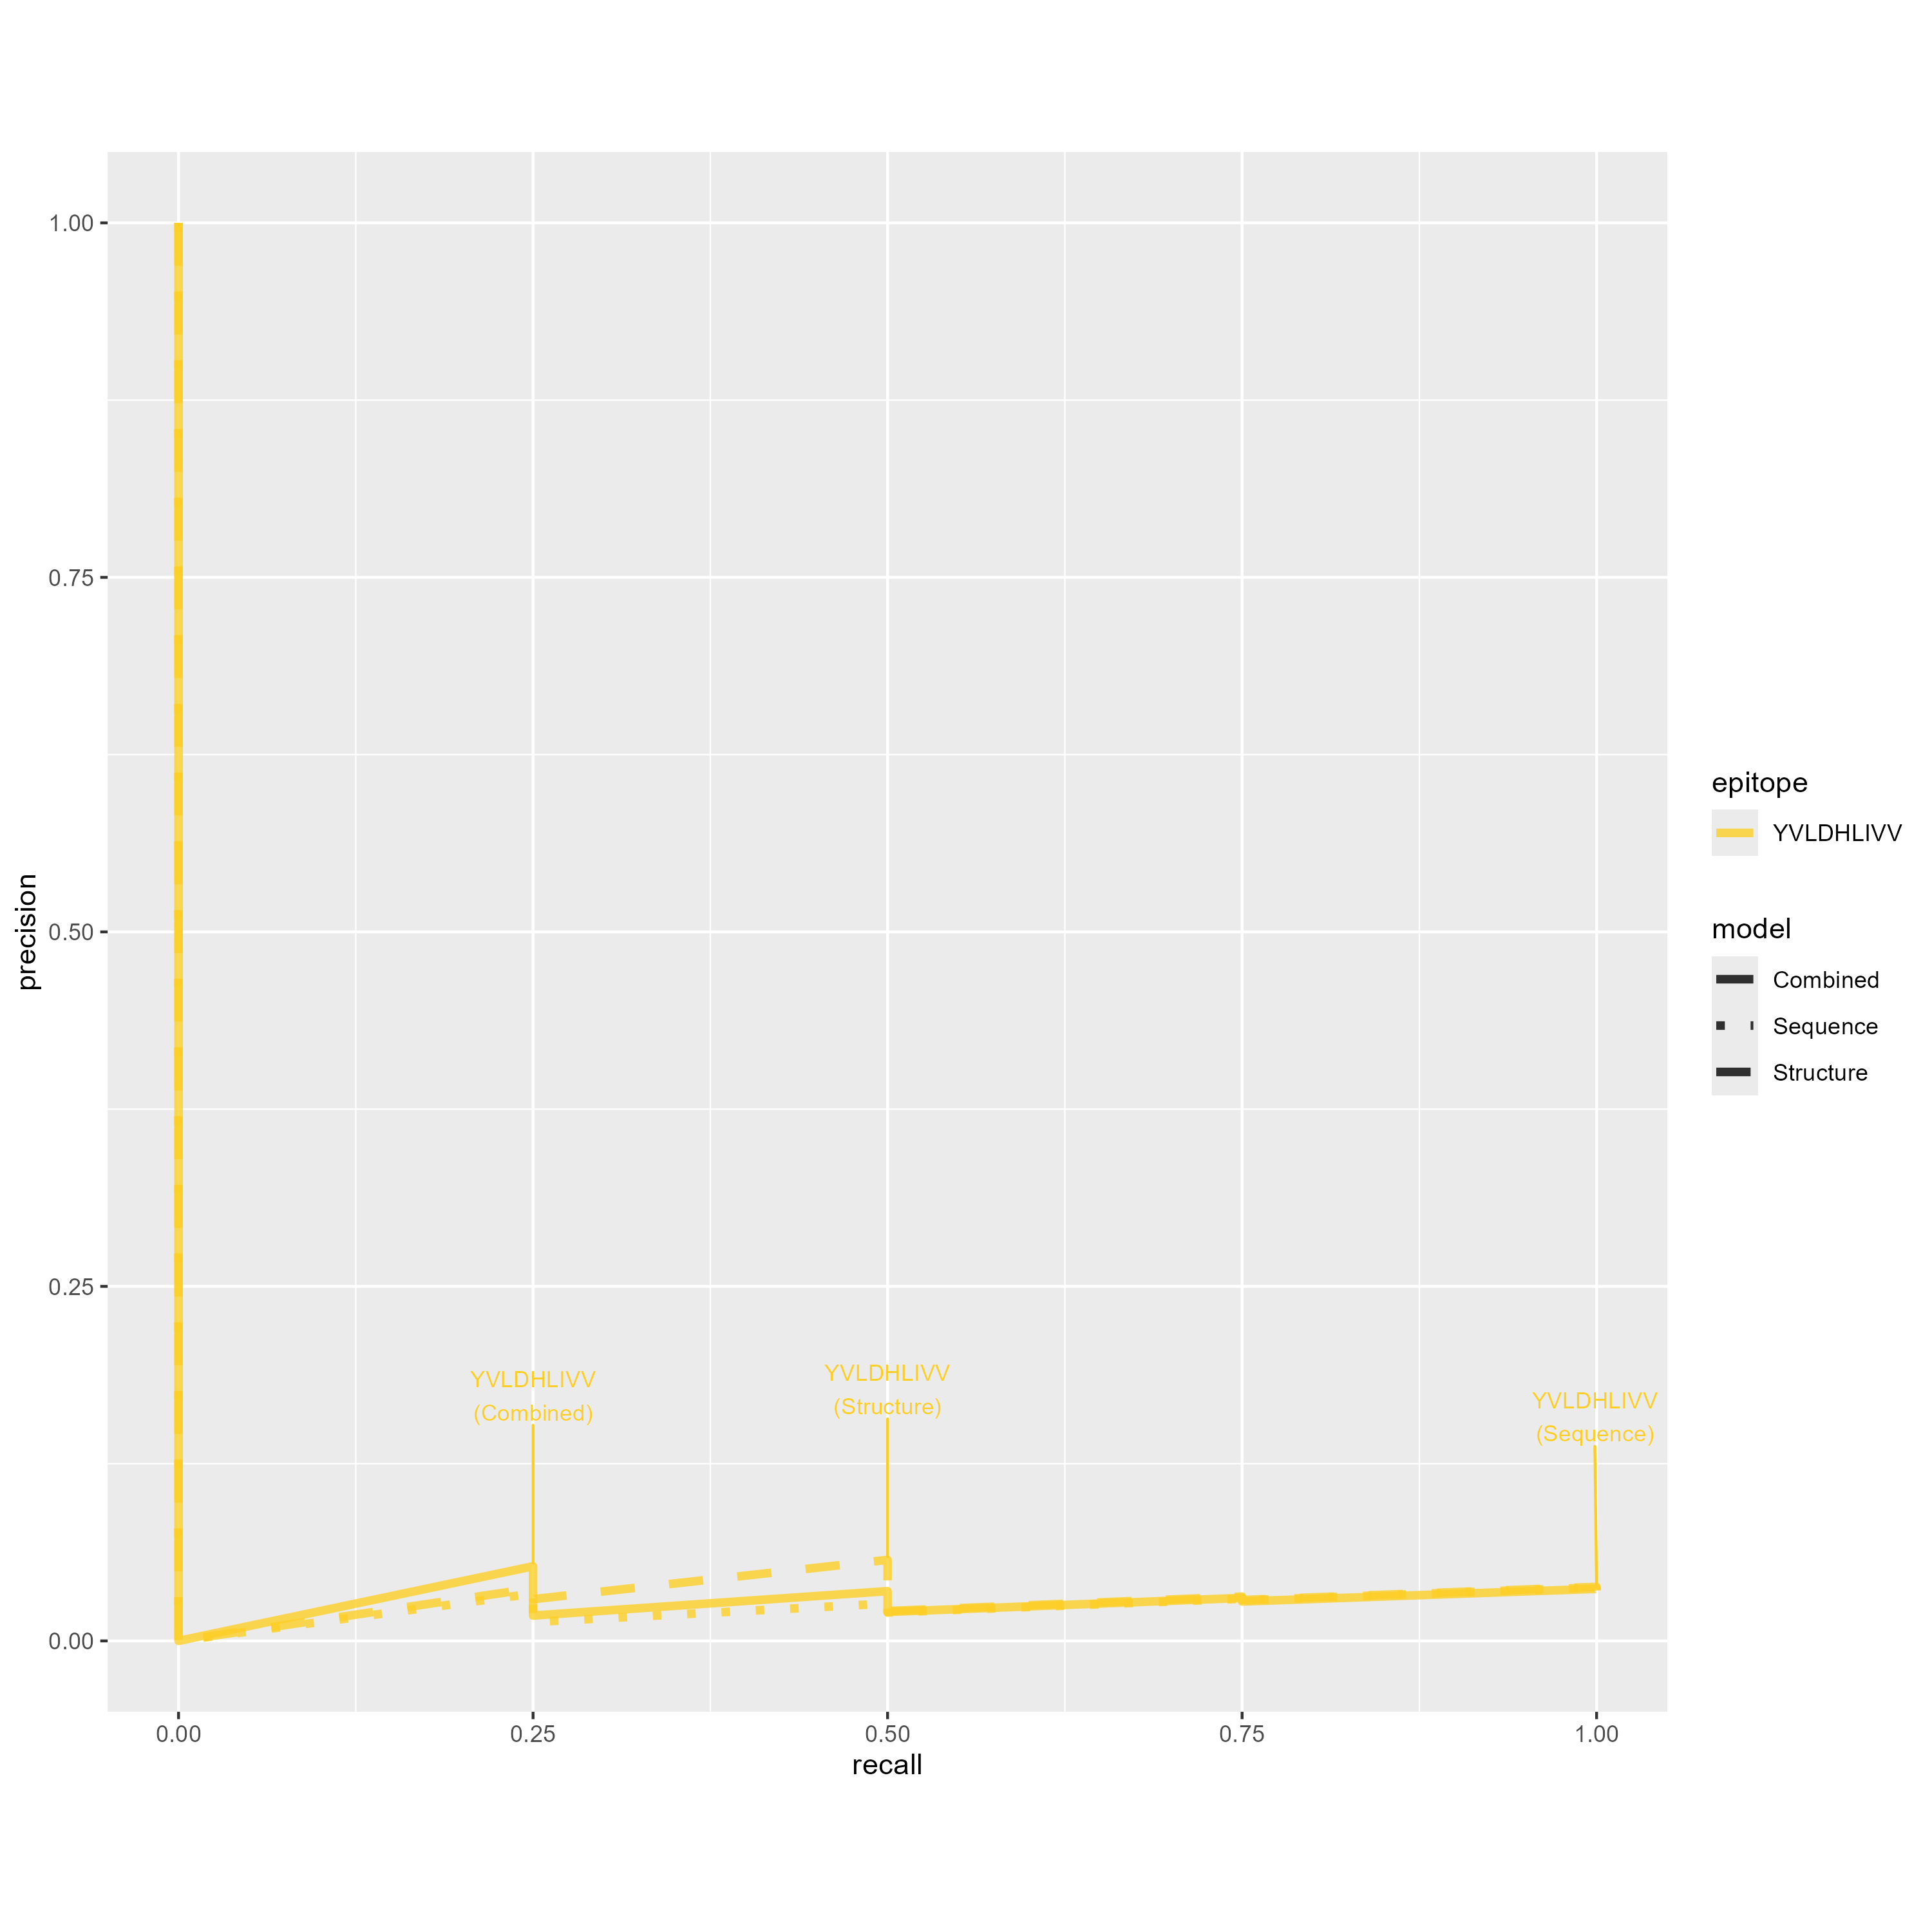 1.00
0.75
0.50
0.25
0.00
precision
YVLDHLIVV
(Combined)
YVLDHLIVV
(Structure)
YVLDHLIVV
(Sequence)
0.00
0.25
0.50
0.75
1.00
recall
epitope
YVLDHLIVV
model
Combined
Sequence
Structure